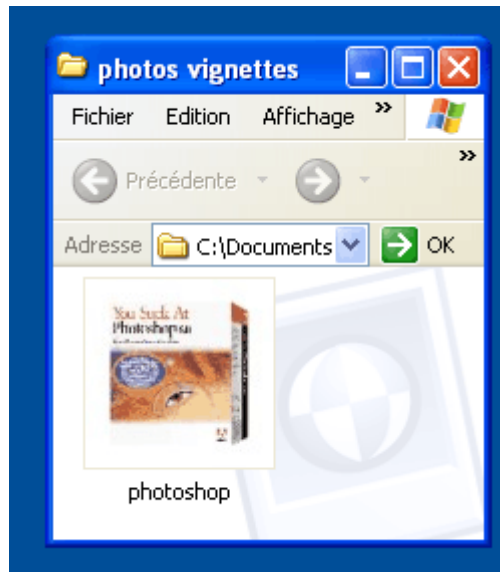 photos vignettes
Fichier Edition Affichage »
Précédente »
Adresse C:\Documents OK
You Suck At
Photoshop
photoshop